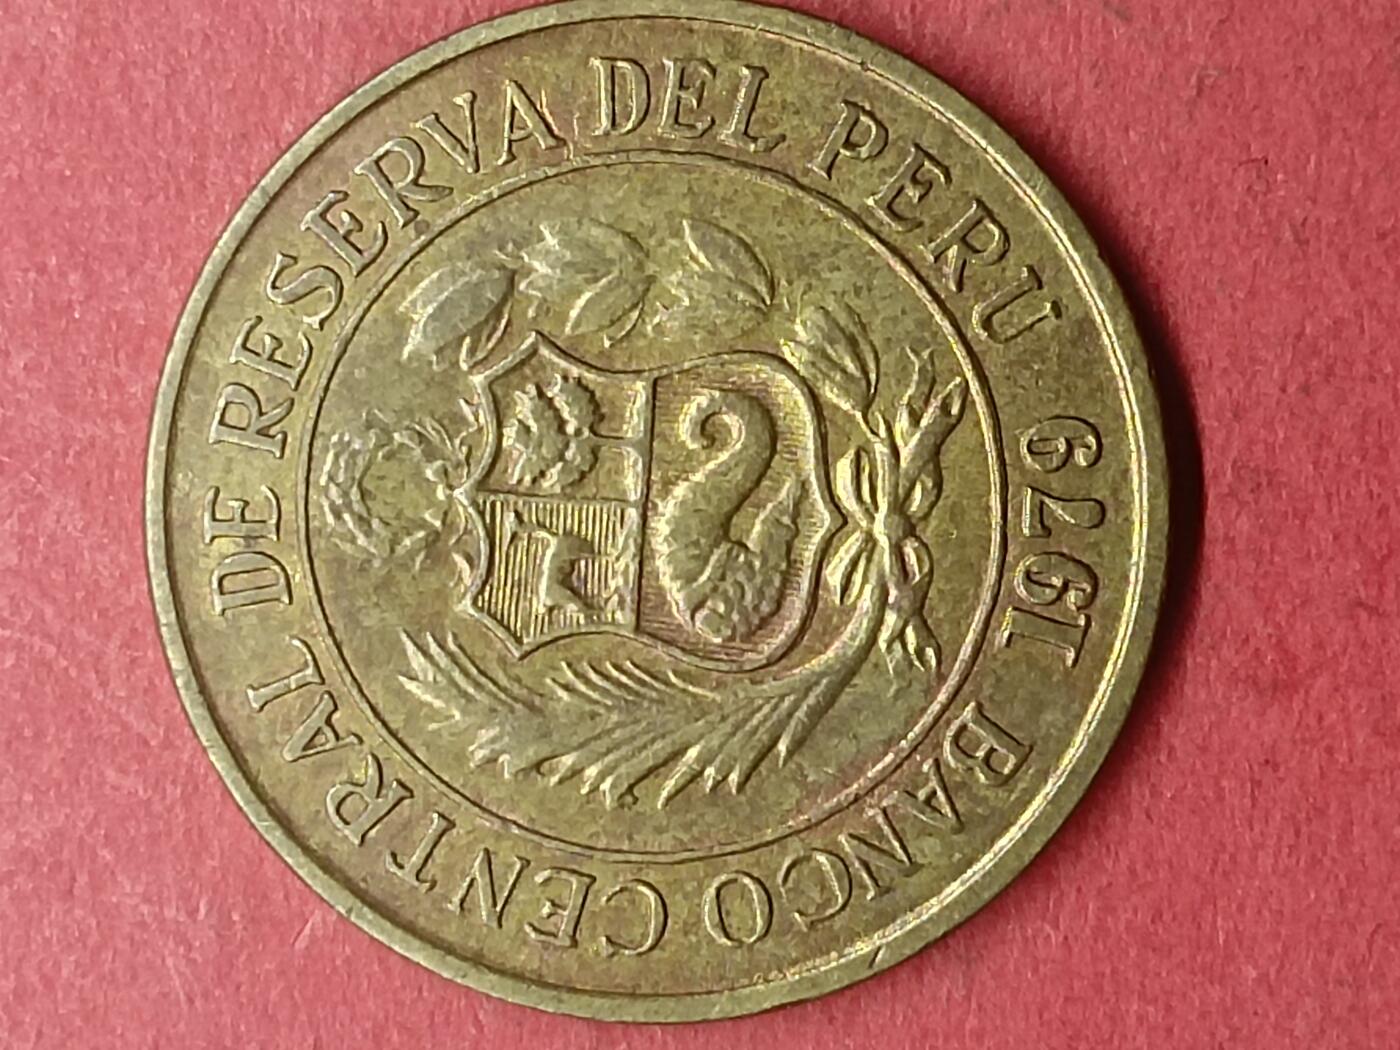 BANCO CENTRAL DE RESERVA DEL PERU
1979